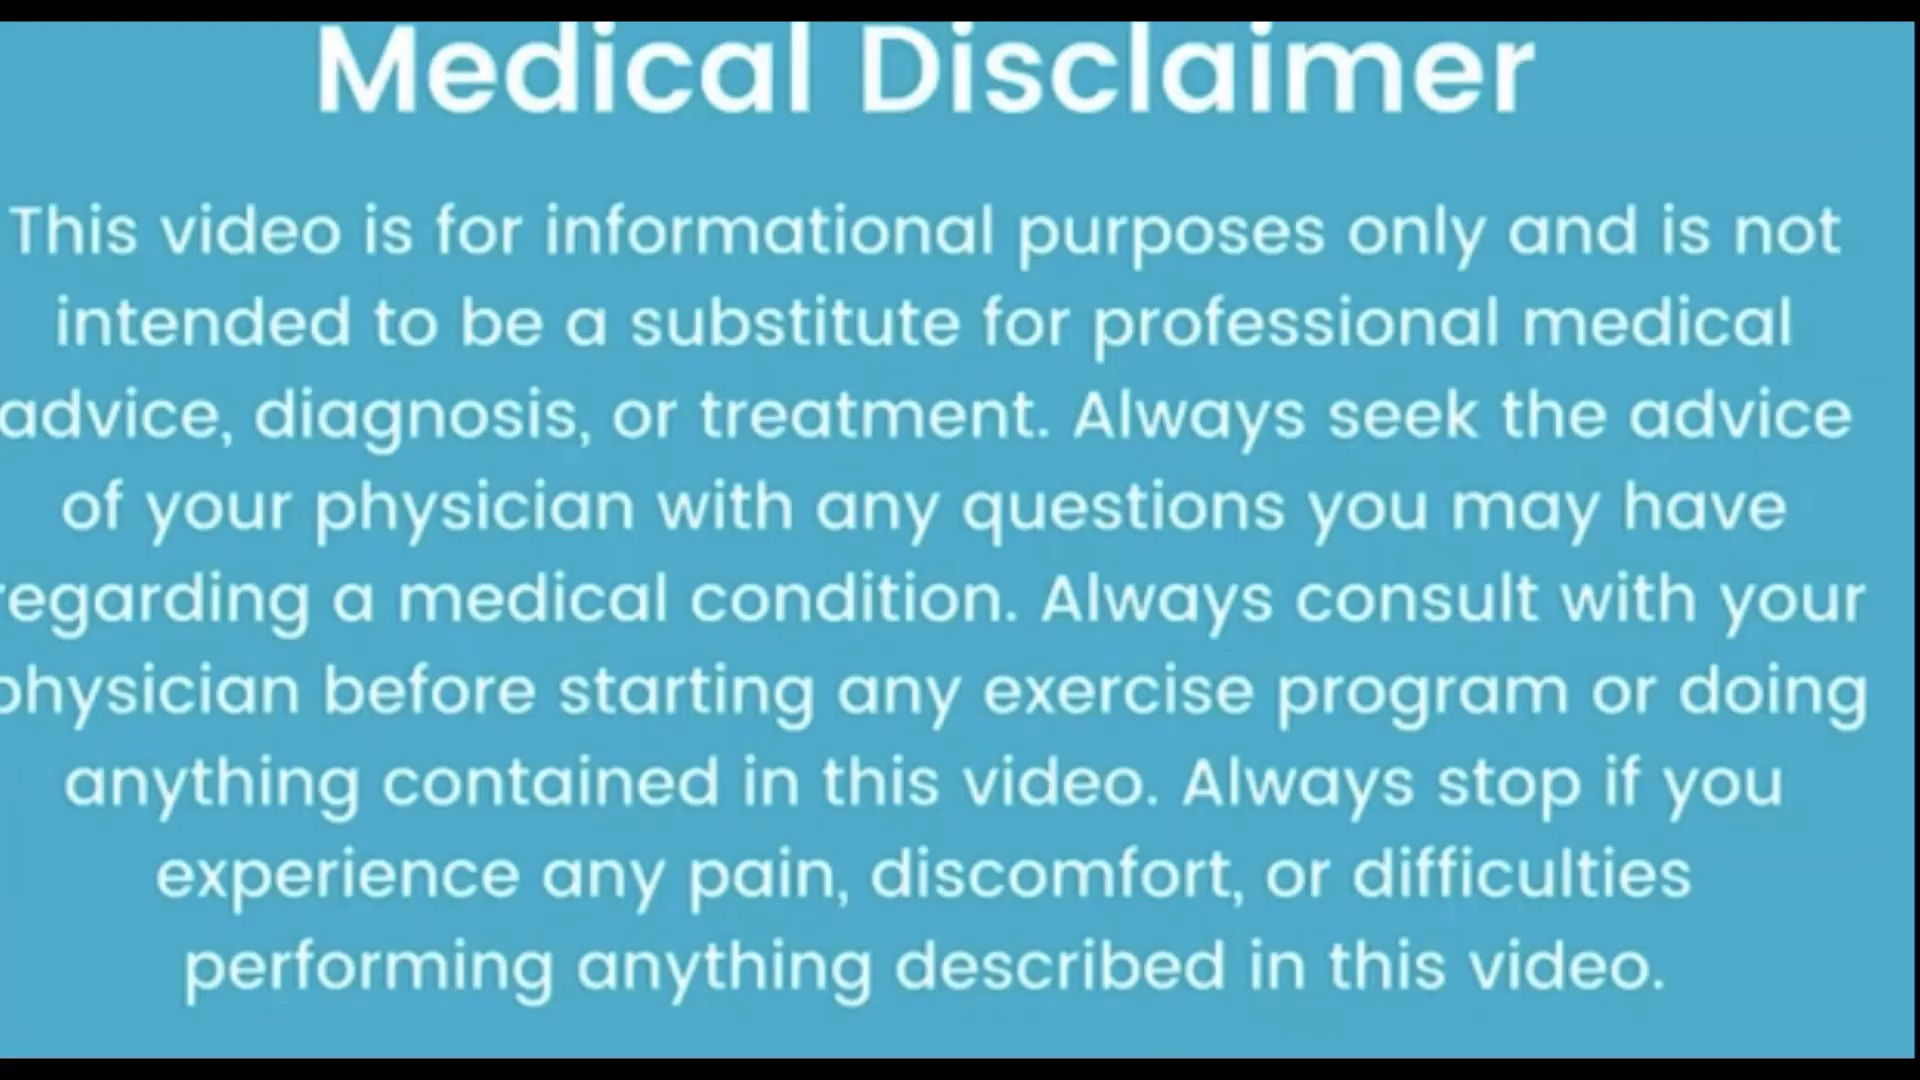 Medical Disclaimer
This video is for informational purposes only and is not
intended to be a substitute for professional medical
advice, diagnosis, or treatment. Always seek the advice
of your physician with any questions you may have
regarding a medical condition. Always consult with your
physician before starting any exercise program or doing
anything contained in this video. Always stop if you
experience any pain, discomfort, or difficulties
performing anything described in this video.